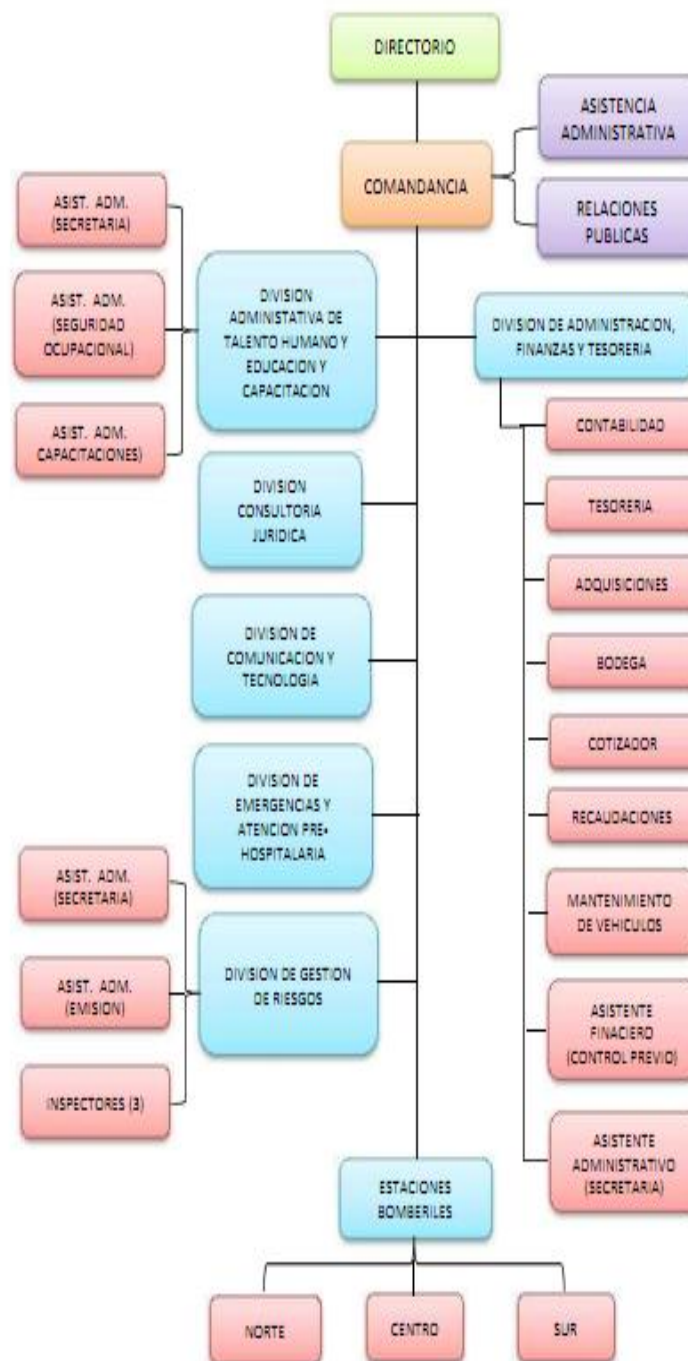 DIRECTORIO
COMANDANCIA
ASISTENCIA
ADMINISTRATIVA
RELACIONES
PUBLICAS
ASIST. ADM.
(SECRETARIA)
ASIST. ADM.
(SEGURIDAD
OCUPACIONAL)
ASIST. ADM.
CAPACITACIONES)
DIVISION
ADMINISTATIVA DE
TALENTO HUMANO Y
EDUCACION Y
CAPACITACION
DIVISION DE ADMINISTRACION,
FINANZAS Y TESORERIA
CONTABILIDAD
TESORERIA
ADQUISICIONES
BODEGA
COTIZADOR
RECAUDACIONES
MANTENIMIENTO
DE VEHICULOS
ASISTENTE
FINACIERO
(CONTROL PREVIO)
ASISTENTE
ADMINISTRATIVO
(SECRETARIA)
DIVISION
CONSULTORIA
JURIDICA
DIVISION DE
COMUNICACION Y
TECNOLOGIA
DIVISION DE
EMERGENCIAS Y
ATENCION PRE-
HOSPITALARIA
ASIST. ADM.
(SECRETARIA)
ASIST. ADM.
(EMISION)
INSPECTORES (3)
DIVISION DE GESTION
DE RIESGOS
ESTACIONES
BOMBERILES
NORTE
CENTRO
SUR